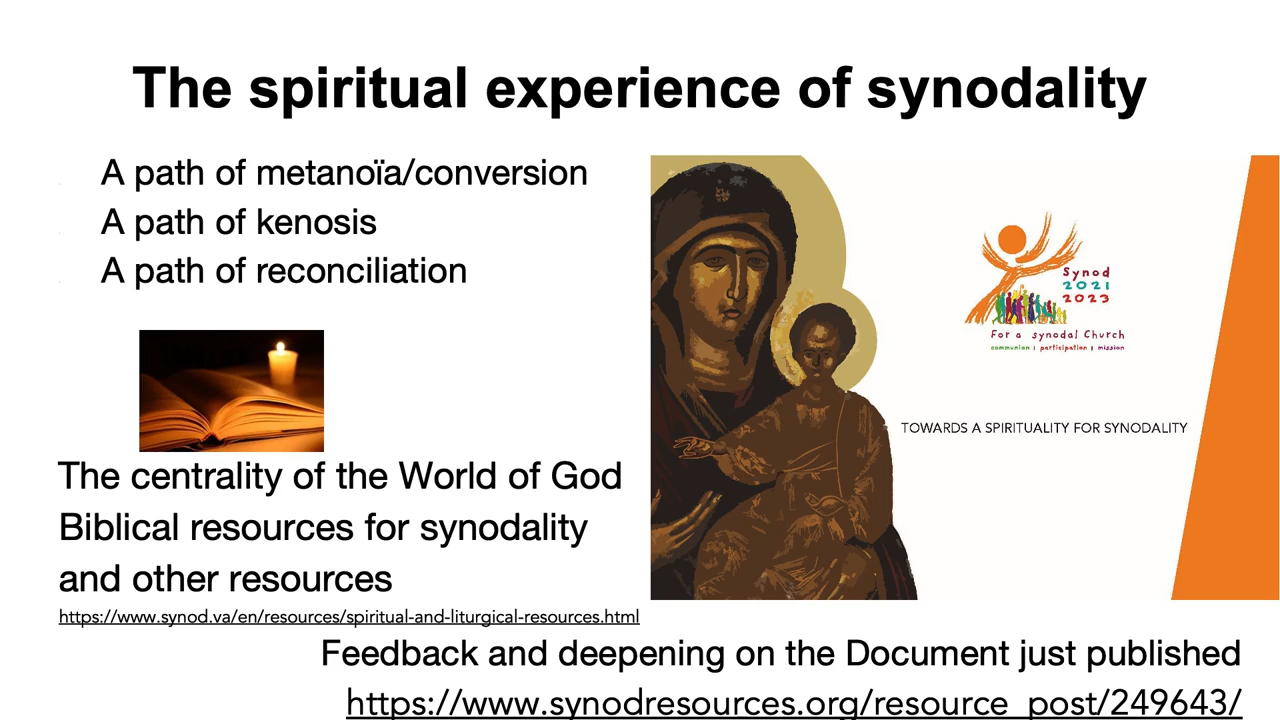 The spiritual experience of synodality
A path of metanoïa/conversion
A path of kenosis
A path of reconciliation
The centrality of the World of God
Biblical resources for synodality
and other resources
https://www.synod.va/en/resources/spiritual-and-liturgical-resources.html
Synod
2021
2023
For a synodal Church
communion | participation | mission
TOWARDS A SPIRITUALITY FOR SYNODALITY
Feedback and deepening on the Document just published
https://www.synodresources.org/resource_post/249643/